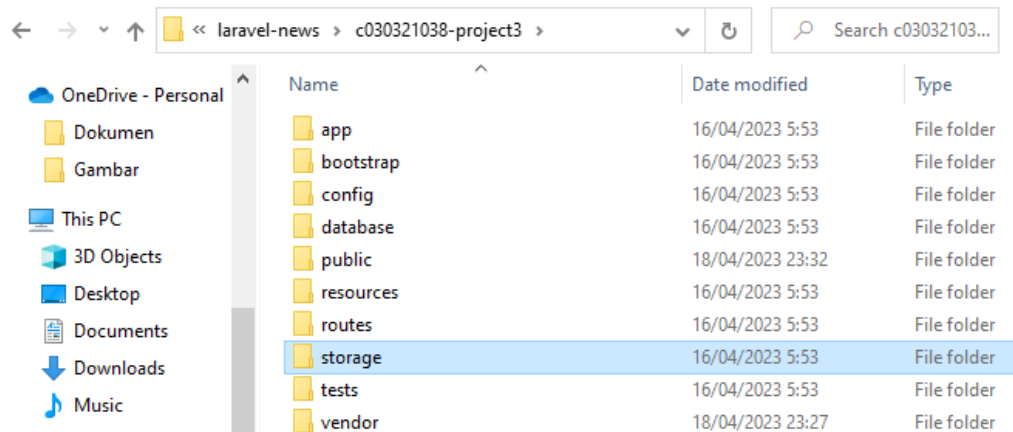 « laravel-news › c030321038-project3 ›
Search c03032103...
OneDrive - Personal
Dokumen
Gambar
This PC
3D Objects
Desktop
Documents
Downloads
Music
Name Date modified Type
app 16/04/2023 5:53 File folder
bootstrap 16/04/2023 5:53 File folder
config 16/04/2023 5:53 File folder
database 16/04/2023 5:53 File folder
public 18/04/2023 23:32 File folder
resources 16/04/2023 5:53 File folder
routes 16/04/2023 5:53 File folder
storage 16/04/2023 5:53 File folder
tests 16/04/2023 5:53 File folder
vendor 18/04/2023 23:27 File folder